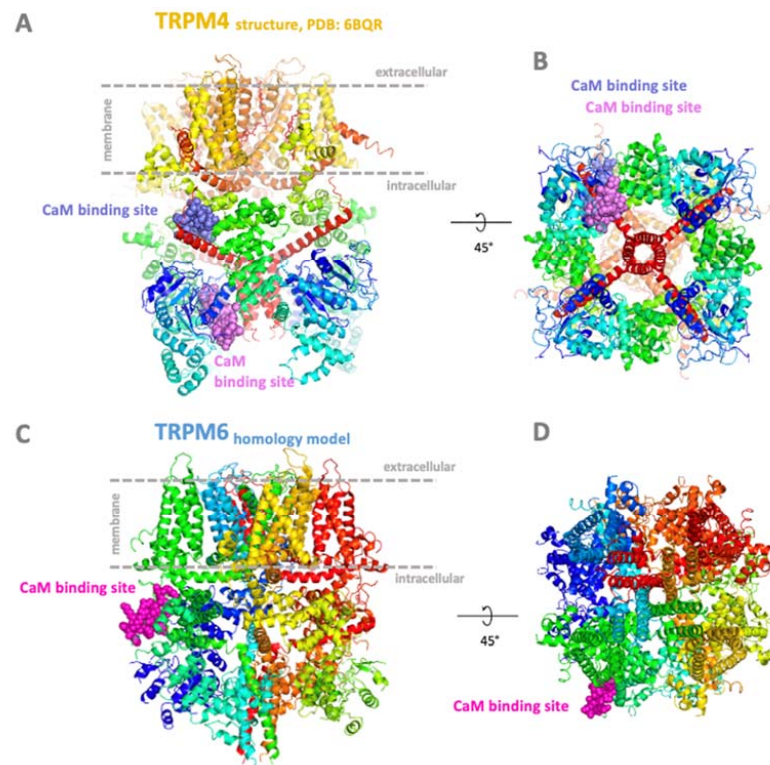 A
TRPM4 structure, PDB: 6BQR
extracellular
membrane
intracellular
CaM binding site
CaM
binding site
45°
B
CaM binding site
CaM binding site
C
TRPM6 homology model
extracellular
membrane
intracellular
CaM binding site
45°
D
CaM binding site